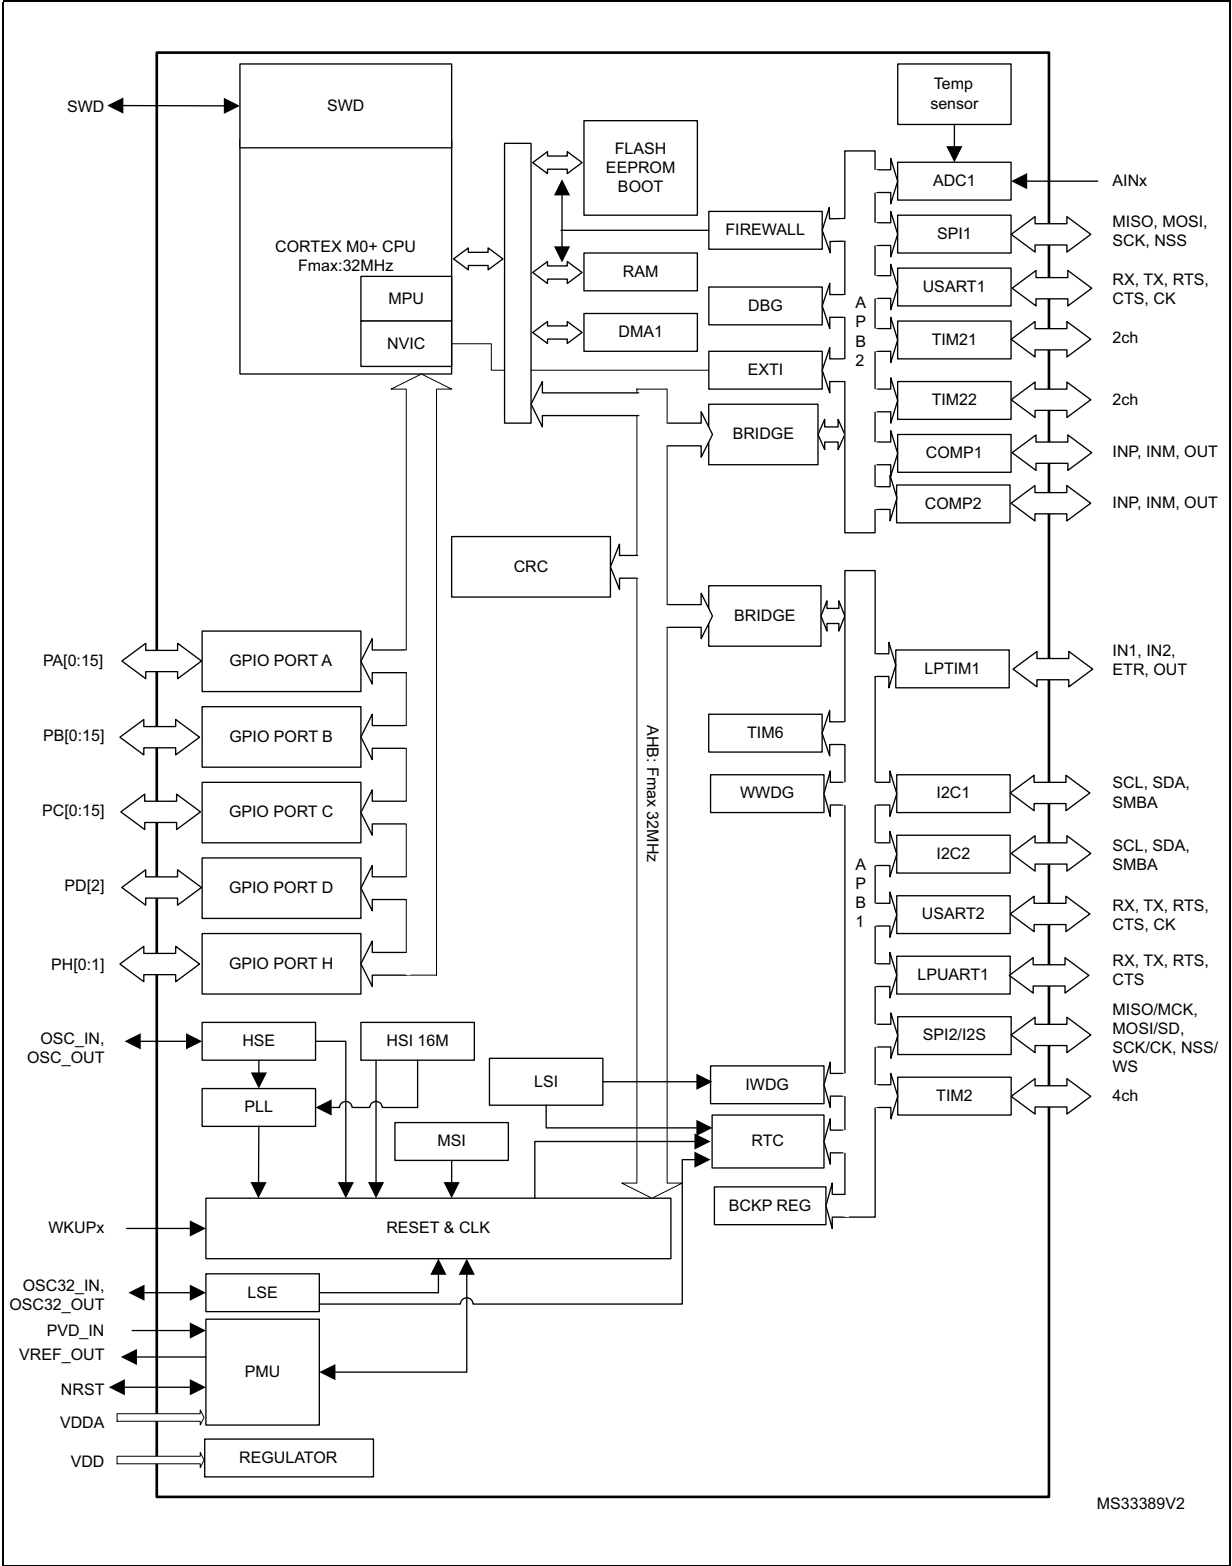 SWD
SWD
Temp
sensor
FLASH
EEPROM
BOOT
ADC1
AINx
CORTEX M0+ CPU
Fmax:32MHz
FIREWALL
SPI1
MISO, MOSI,
SCK, NSS
RAM
MPU
DBG
USART1
RX, TX, RTS,
CTS, CK
NVIC
DMA1
A
P
B
2
TIM21
2ch
EXTI
TIM22
2ch
BRIDGE
COMP1
INP, INM, OUT
COMP2
INP, INM, OUT
CRC
BRIDGE
PA[0:15]
GPIO PORT A
LPTIM1
IN1, IN2,
ETR, OUT
PB[0:15]
GPIO PORT B
AHB: Fmax 32MHz
TIM6
PC[0:15]
GPIO PORT C
WWDG
I2C1
SCL, SDA,
SMBA
PD[2]
GPIO PORT D
A
P
B
1
I2C2
SCL, SDA,
SMBA
USART2
RX, TX, RTS,
CTS, CK
PH[0:1]
GPIO PORT H
LPUART1
RX, TX, RTS,
CTS
OSC_IN,
OSC_OUT
HSE
HSI 16M
SPI2/I2S
MISO/MCK,
MOSI/SD,
SCK/CK, NSS/
WS
PLL
LSI
IWDG
TIM2
4ch
MSI
RTC
BCKP REG
WKUPx
RESET & CLK
OSC32_IN,
OSC32_OUT
LSE
PVD_IN
VREF_OUT
PMU
NRST
VDDA
VDD
REGULATOR
MS33389V2